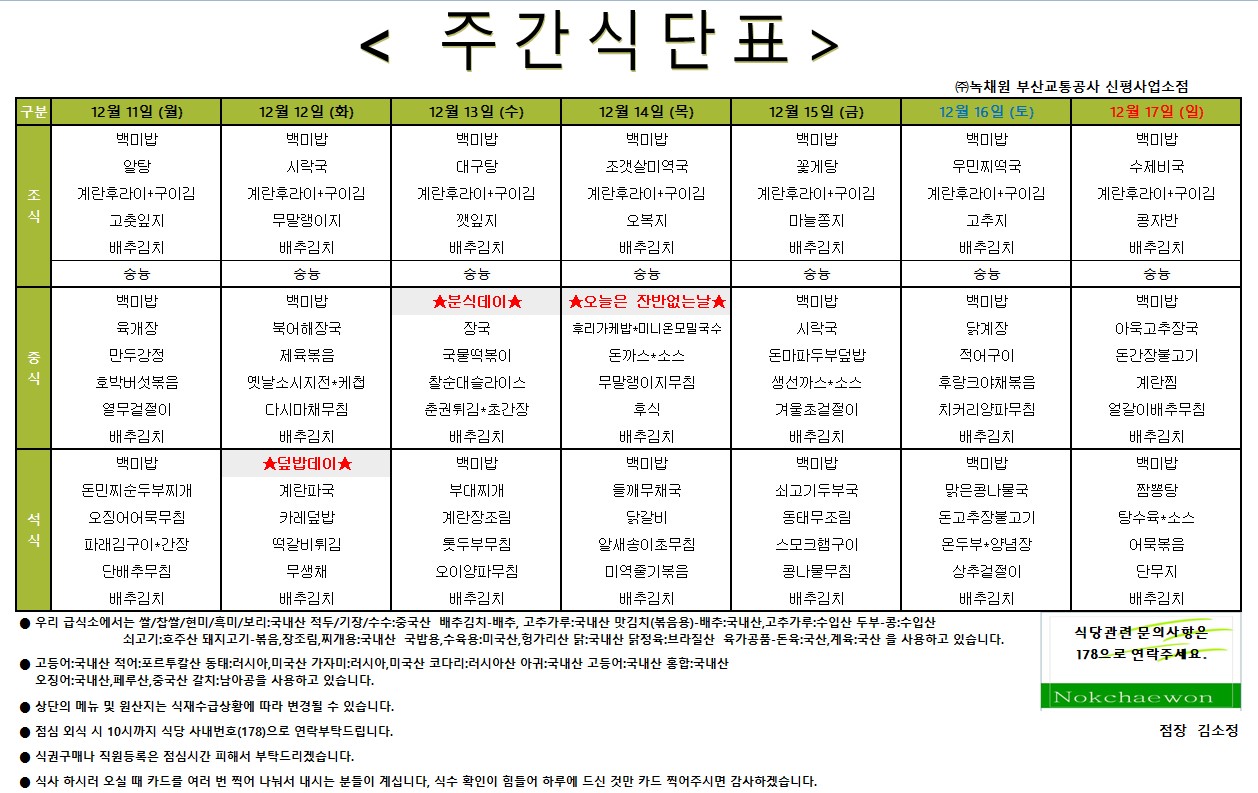 < 주간식단표 >
㈜녹채원 부산교통공사 신평사업소점
구분 12월 11일 (월) 12월 12일 (화) 12월 13일 (수) 12월 14일 (목) 12월 15일 (금) 12월 16일 (토) 12월 17일 (일)
조식
백미밥 백미밥 백미밥 백미밥 백미밥 백미밥 백미밥
알탕 시락국 대구탕 조갯살미역국 꽃게탕 우민찌떡국 수제비국
계란후라이+구이김 계란후라이+구이김 계란후라이+구이김 계란후라이+구이김 계란후라이+구이김 계란후라이+구이김 계란후라이+구이김
고춧잎지 무말랭이지 깻잎지 오복지 마늘쫑지 고추지 콩자반
배추김치 배추김치 배추김치 배추김치 배추김치 배추김치 배추김치
숭늉 숭늉 숭늉 숭늉 숭늉 숭늉 숭늉
중식
백미밥 백미밥 ★분식데이★ ★오늘은 잔반없는날★ 백미밥 백미밥 백미밥
육개장 북어해장국 장국 후리가케밥*미니온모밀국수 시락국 닭계장 아욱고추장국
만두강정 제육볶음 국물떡볶이 돈까스*소스 돈마파두부덮밥 적어구이 돈간장불고기
호박버섯볶음 옛날소시지전*케첩 찰순대슬라이스 무말랭이지무침 생선까스*소스 후랑크야채볶음 계란찜
열무겉절이 다시마채무침 춘권튀김*초간장 후식 겨울초겉절이 치커리양파무침 얼갈이배추무침
배추김치 배추김치 배추김치 배추김치 배추김치 배추김치 배추김치
석식
백미밥 ★덮밥데이★ 백미밥 백미밥 백미밥 백미밥 백미밥
돈민찌순두부찌개 계란파국 부대찌개 들깨무채국 쇠고기두부국 맑은콩나물국 짬뽕탕
오징어어묵무침 카레덮밥 계란장조림 닭갈비 동태무조림 돈고추장불고기 탕수육*소스
파래김구이*간장 떡갈비튀김 톳두부무침 알새송이초무침 스모크햄구이 온두부*양념장 어묵볶음
단배추무침 무생채 오이양파무침 미역줄기볶음 콩나물무침 상추겉절이 단무지
배추김치 배추김치 배추김치 배추김치 배추김치 배추김치 배추김치
● 우리 급식소에서는 쌀/찹쌀/현미/흑미/보리:국내산 적두/기장/수수:중국산 배추김치-배추, 고추가루:국내산 맛김치(볶음용)-배추:국내산,고추가루:수입산 두부-콩:수입산
쇠고기:호주산 돼지고기-볶음,장조림,찌개용:국내산 국밥용,수육용:미국산,헝가리산 닭:국내산 닭정육:브라질산 육가공품-돈육:국산,계육:국산 을 사용하고 있습니다.
● 고등어:국내산 적어:포르투갈산 동태:러시아,미국산 가자미:러시아,미국산 코다리:러시아산 아귀:국내산 고등어:국내산 홍합:국내산
오징어:국내산,페루산,중국산 갈치:남아공을 사용하고 있습니다.
● 상단의 메뉴 및 원산지는 식재수급상황에 따라 변경될 수 있습니다.
● 점심 외식 시 10시까지 식당 사내번호(178)으로 연락부탁드립니다.
● 식권구매나 직원등록은 점심시간 피해서 부탁드리겠습니다.
● 식사 하시러 오실 때 카드를 여러 번 찍어 나눠서 내시는 분들이 계십니다, 식수 확인이 힘들어 하루에 드신 것만 카드 찍어주시면 감사하겠습니다.
식당관련 문의사항은
178으로 연락주세요.
Nokchaewon
점장 김소정